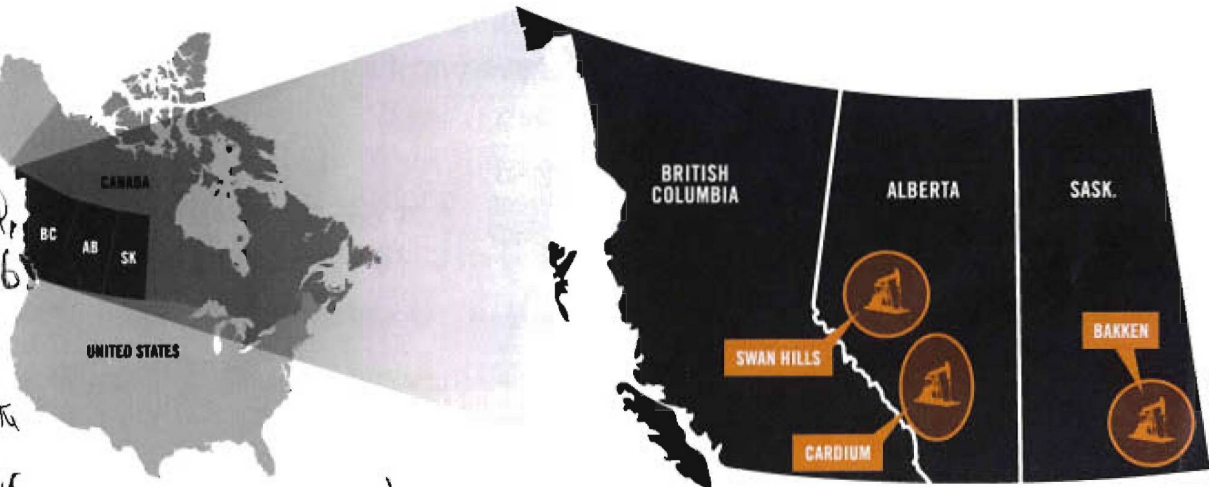 CANADA
BC
AB
SK
UNITED STATES
BRITISH
COLUMBIA
ALBERTA
SASK.
SWAN HILLS
CARDIUM
BAKKEN